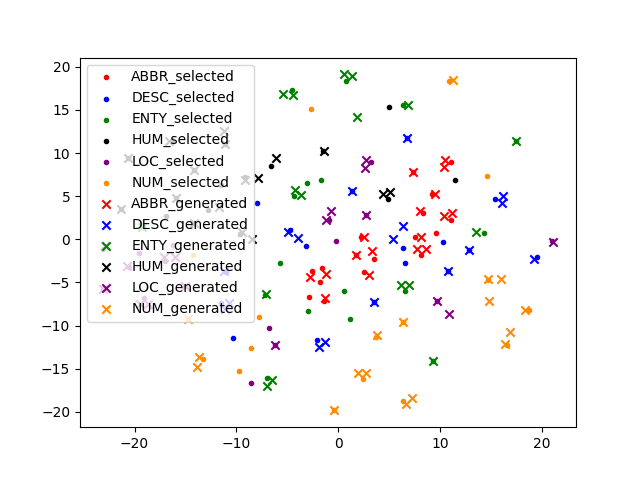 20
15
10
5
0
−5
−10
−15
−20
ABBR_selected
DESC_selected
ENTY_selected
HUM_selected
LOC_selected
NUM_selected
ABBR_generated
DESC_generated
ENTY_generated
HUM_generated
LOC_generated
NUM_generated
−20 −10 0 10 20